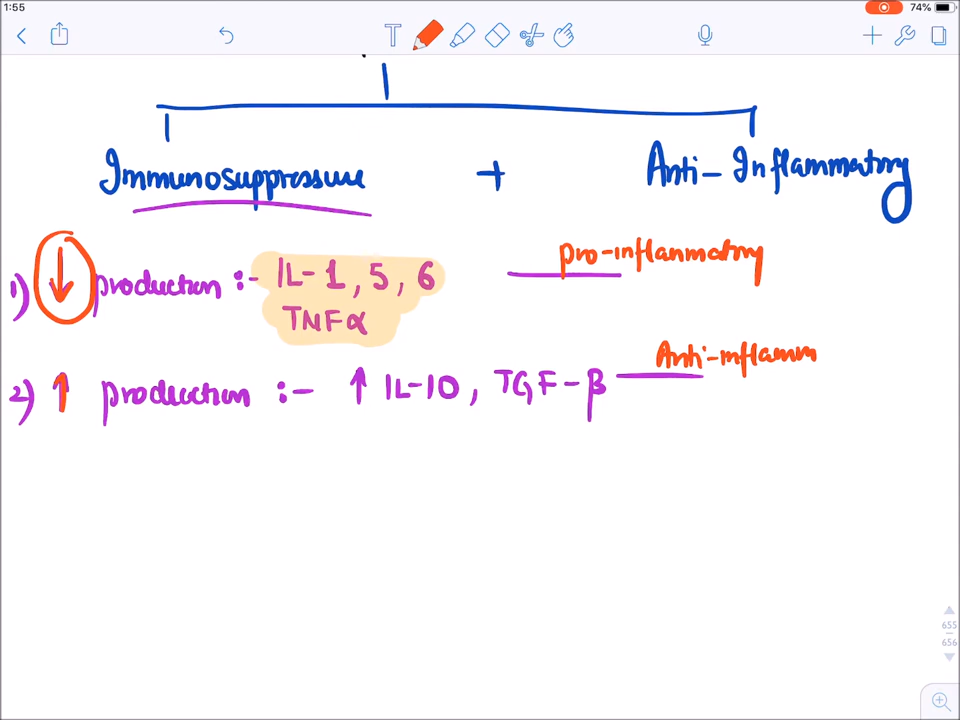 1:55
74%
T
Immunosuppressive + Anti-Inflammatory
1) ↓ production :- IL-1, 5, 6
TNFα
pro-inflammatory
2) ↑ production :- ↑ IL-10, TGF-β
Anti-inflamm
655
656